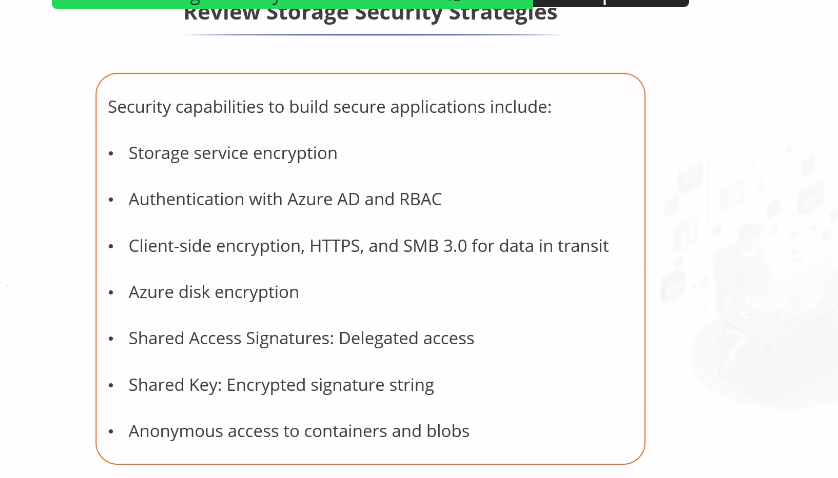 Review Storage Security Strategies
Security capabilities to build secure applications include:
• Storage service encryption
• Authentication with Azure AD and RBAC
• Client-side encryption, HTTPS, and SMB 3.0 for data in transit
• Azure disk encryption
• Shared Access Signatures: Delegated access
• Shared Key: Encrypted signature string
• Anonymous access to containers and blobs